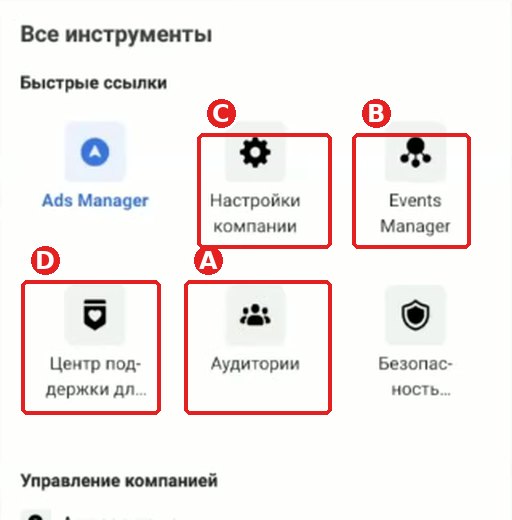 Все инструменты
Быстрые ссылки
C
B
Ads Manager
Настройки
компании
Events
Manager
D
A
Центр под-
держки дл...
Аудитории
Безопас-
ность...
Управление компанией